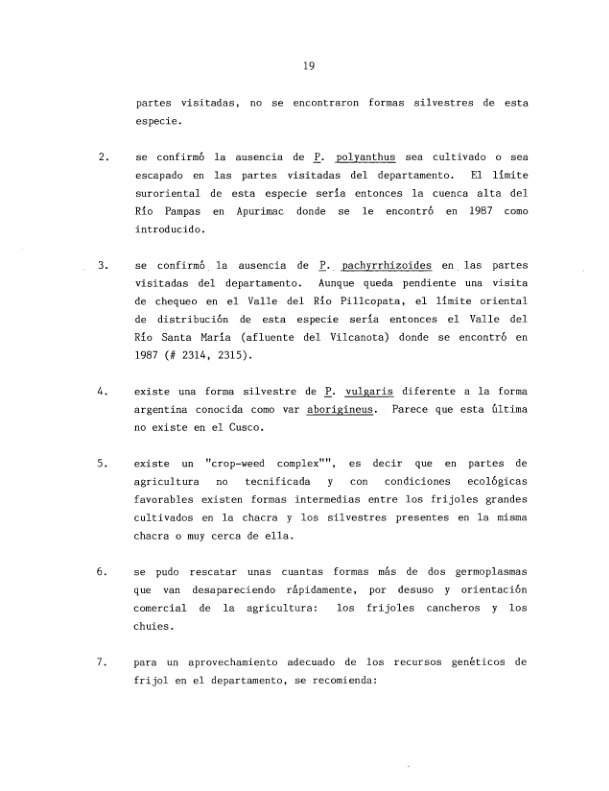 19
partes visitadas, no se encontraron formas silvestres de esta
especie.
2. se confirmó la ausencia de P. polyanthus sea cultivado o sea
escapado en las partes visitadas del departamento. El límite
suroriental de esta especie sería entonces la cuenca alta del
Río Pampas en Apurimac donde se le encontró en 1987 como
introducido.
3. se confirmó la ausencia de P. pachyrrhizoides en las partes
visitadas del departamento. Aunque queda pendiente una visita
de chequeo en el Valle del Río Pillcopata, el límite oriental
de distribución de esta especie sería entonces el Valle del
Río Santa María (afluente del Vilcanota) donde se encontró en
1987 (# 2314, 2315).
4. existe una forma silvestre de P. vulgaris diferente a la forma
argentina conocida como var aborigineus. Parece que esta última
no existe en el Cusco.
5. existe un "crop-weed complex"", es decir que en partes de
agricultura no tecnificada y con condiciones ecológicas
favorables existen formas intermedias entre los frijoles grandes
cultivados en la chacra y los silvestres presentes en la misma
chacra o muy cerca de ella.
6. se pudo rescatar unas cuantas formas más de dos germoplasmas
que van desapareciendo rápidamente, por desuso y orientación
comercial de la agricultura: los frijoles cancheros y los
chuies.
7. para un aprovechamiento adecuado de los recursos genéticos de
frijol en el departamento, se recomienda: